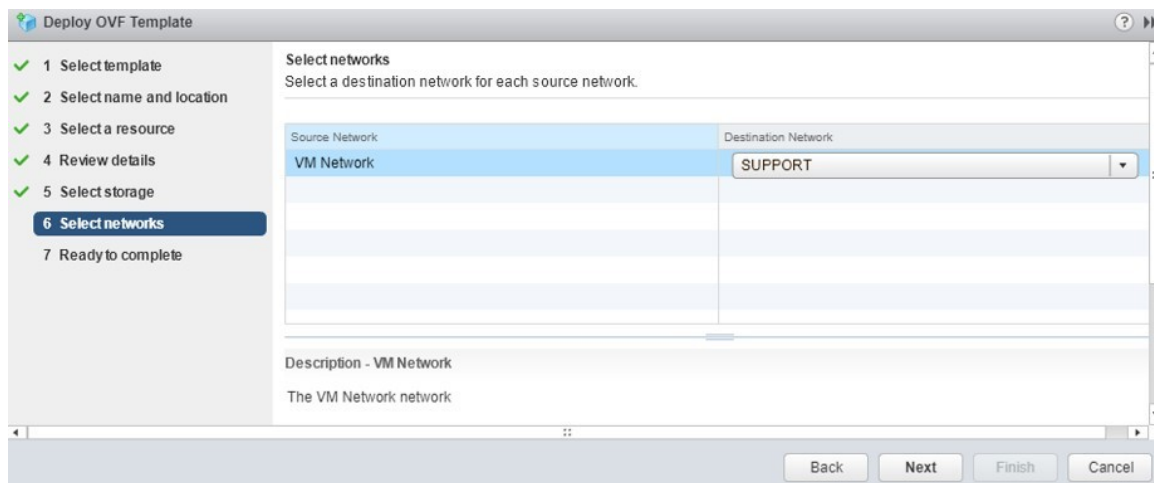 Deploy OVF Template
?
1 Select template
2 Select name and location
3 Select a resource
4 Review details
5 Select storage
6 Select networks
7 Ready to complete
Select networks
Select a destination network for each source network.
Source Network Destination Network
VM Network SUPPORT
Description - VM Network
The VM Network network
Back Next Finish Cancel